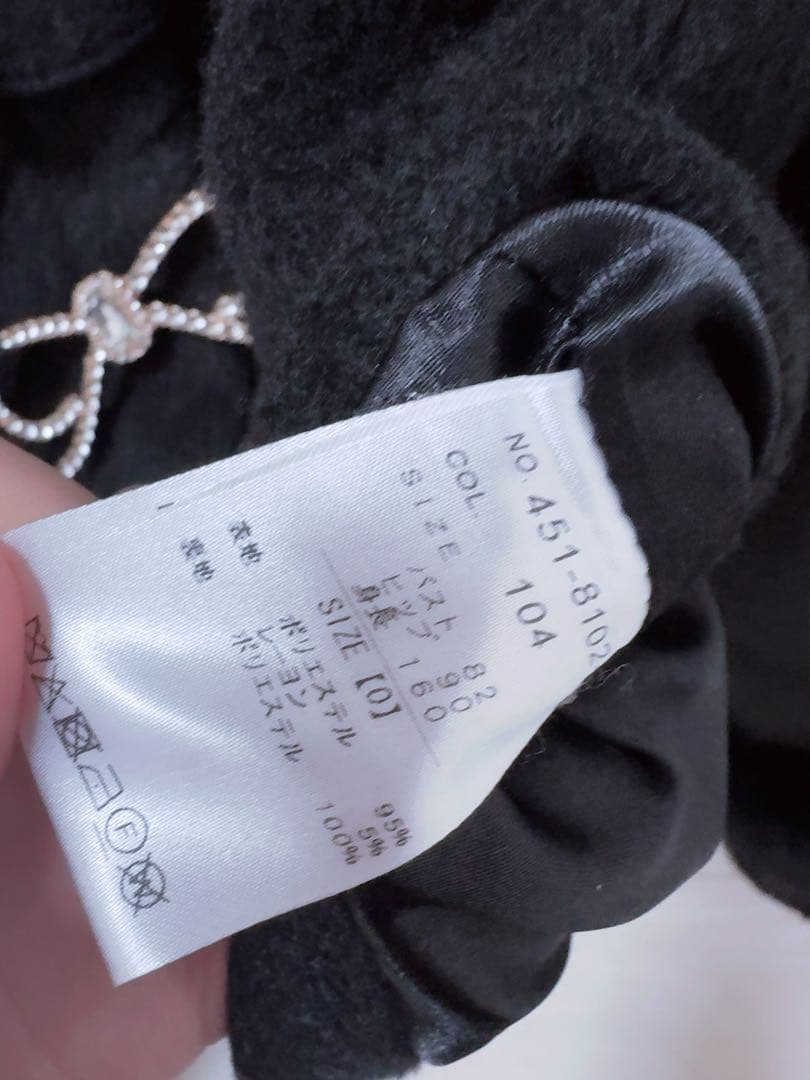 NO. 451-8102
COL. 104
SIZE
バスト 82
ヒップ 90
身長 160
SIZE【0】
表地 ポリエステル 95%
レーヨン 5%
裏地 ポリエステル 100%
F
W